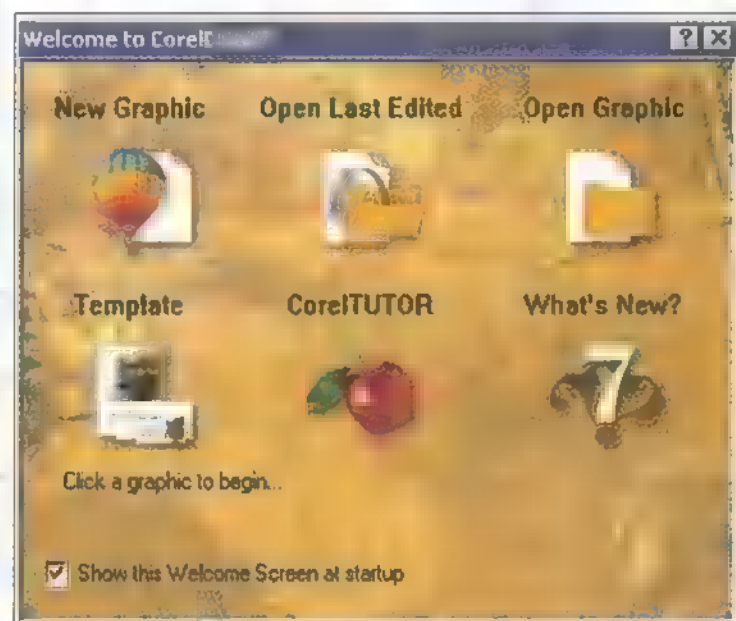 Welcome to Corel
New Graphic Open Last Edited Open Graphic
Template CorelTUTOR What's New?
7
Click a graphic to begin...
Show this Welcome Screen at startup